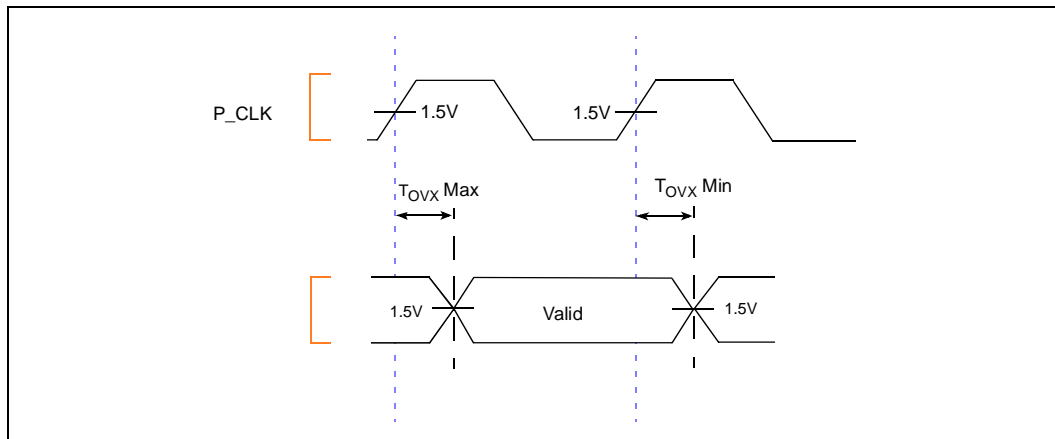 P_CLK
1.5V
1.5V
TOVX Max
TOVX Min
1.5V
Valid
1.5V